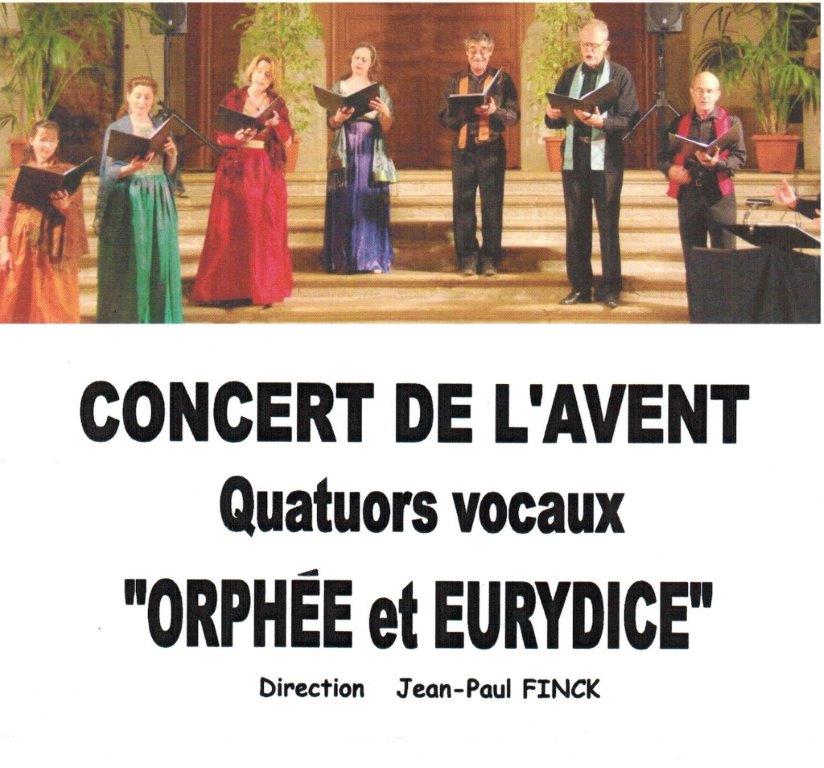 CONCERT DE L'AVENT
Quatuors vocaux
"ORPHÉE et EURYDICE"
Direction Jean-Paul FINCK